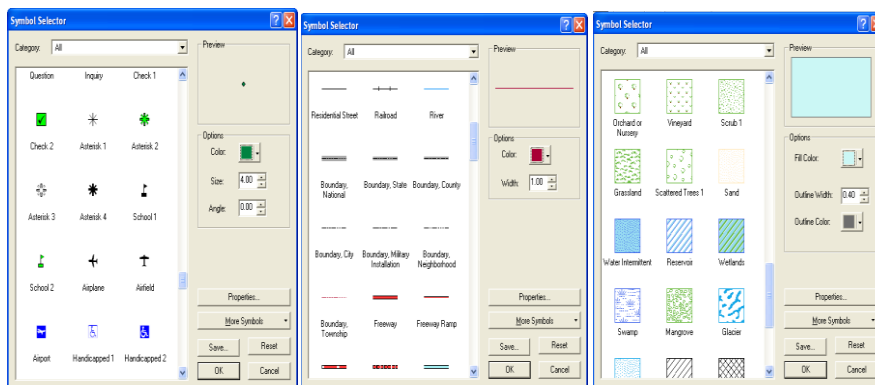 Symbol Selector
Category: All
Question Inquiry Check 1
Check 2 Asterisk 1 Asterisk 2
Asterisk 3 Asterisk 4 School 1
School 2 Airplane Airfield
Airport Handicapped 1 Handicapped 2
Preview
Options
Color:
Size: 4.00
Angle: 0.00
Properties...
More Symbols
Save... Reset
OK Cancel
Symbol Selector
Category: All
Residential Street Railroad River
Boundary, National Boundary, State Boundary, County
Boundary, City Boundary, Military Installation Boundary, Neighborhood
Boundary, Township Freeway Freeway Ramp
Preview
Options
Color:
Width: 1.00
Properties...
More Symbols
Save... Reset
OK Cancel
Symbol Selector
Category: All
Orchard or Nursery Vineyard Scrub 1
Grassland Scattered Trees 1 Sand
Water Intermittent Reservoir Wetlands
Swamp Mangrove Glacier
Preview
Options
Fill Color:
Outline Width: 0.40
Outline Color:
Properties...
More Symbols
Save... Reset
OK Cancel